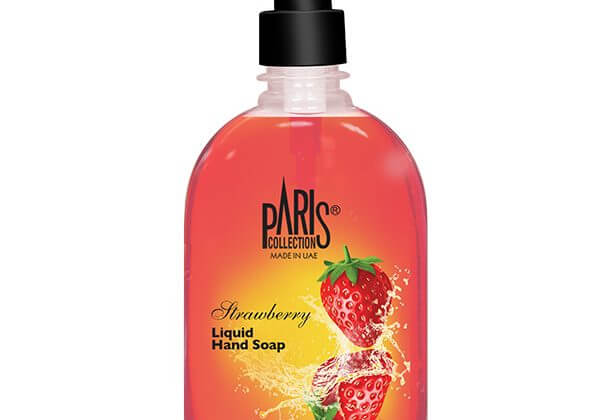 PARIS®
COLLECTION
MADE IN UAE
Strawberry
Liquid
Hand Soap